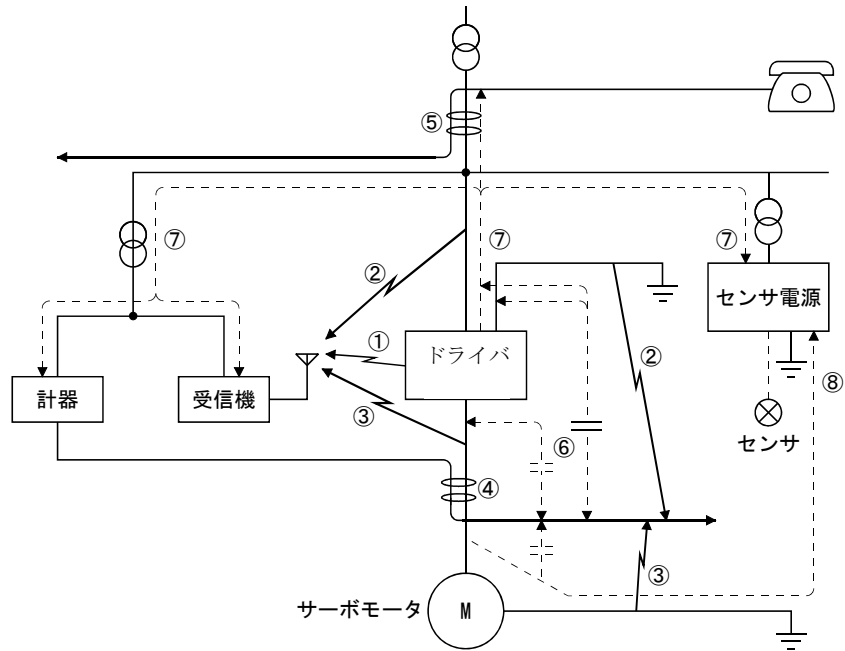 ⑤
⑦
⑦
⑦
②
センサ電源
①
ドライバ
②
計器
受信機
③
⑧
センサ
⑥
④
③
サーボモータ
M